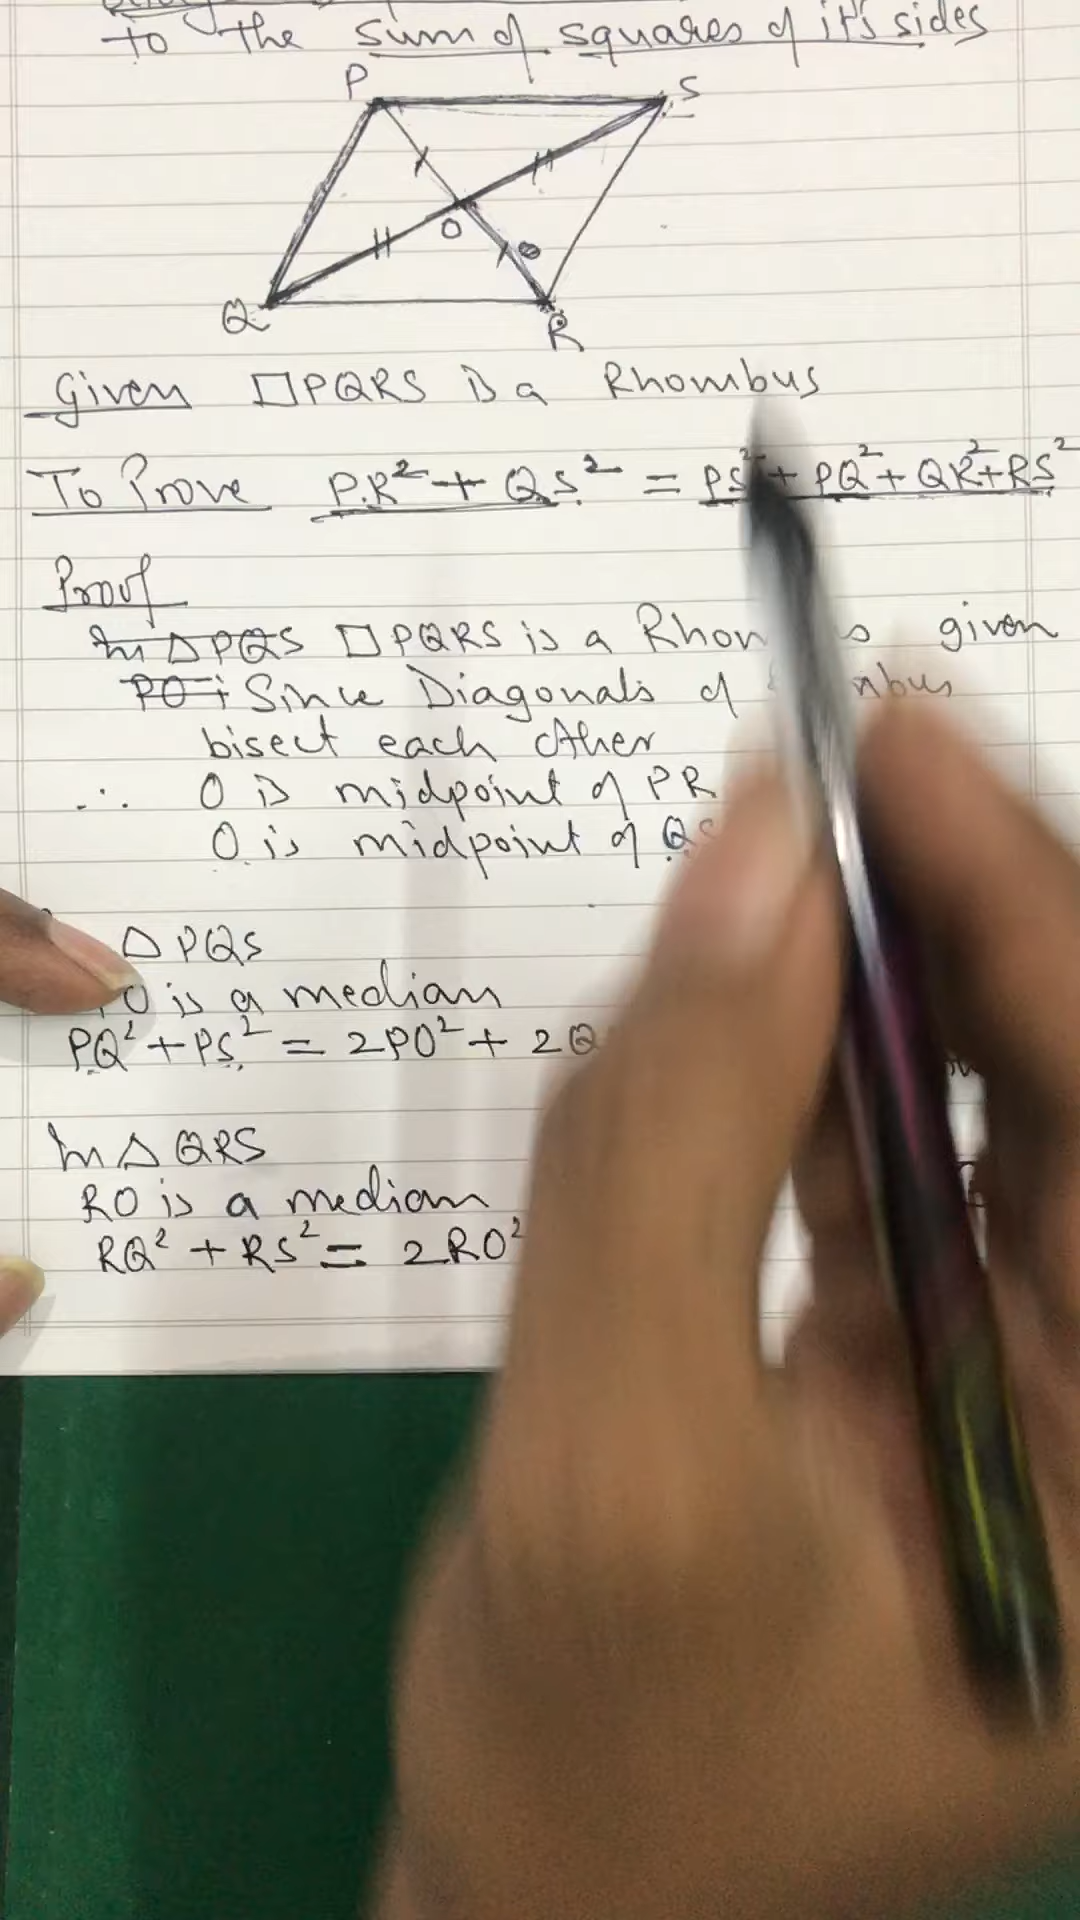 to the sum of squares of it's sides
P
S
O
Q
R
Given □PQRS is a Rhombus
To Prove PR² + QS² = PS² + PQ² + QR² + RS²
Proof
In △PQS □PQRS is a given
PO i Since Diagonals of
bisect each other
∴ O is midpoint of PR
O is midpoint of QS
△ PQS
O is a median
PQ² + PS² = 2PO² + 2Q
In △ QRS
RO is a median
RQ² + RS² = 2RO²